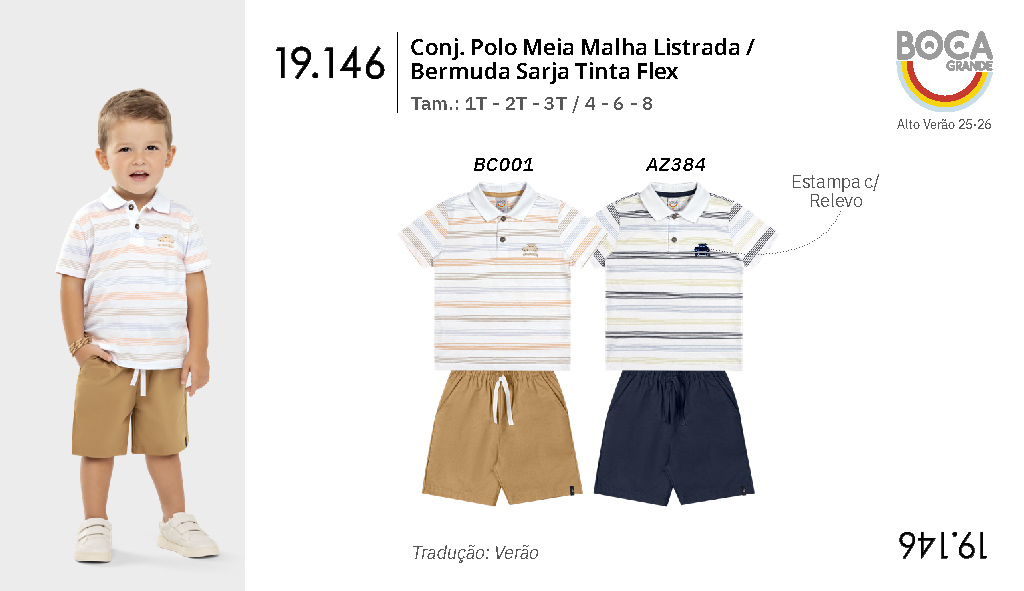 19.146
Conj. Polo Meia Malha Listrada /
Bermuda Sarja Tinta Flex
Tam.: 1T - 2T - 3T / 4 - 6 - 8
BOCA
GRANDE
Alto Verão 25-26
BC001
AZ384
Estampa c/
Relevo
Tradução: Verão
19.146